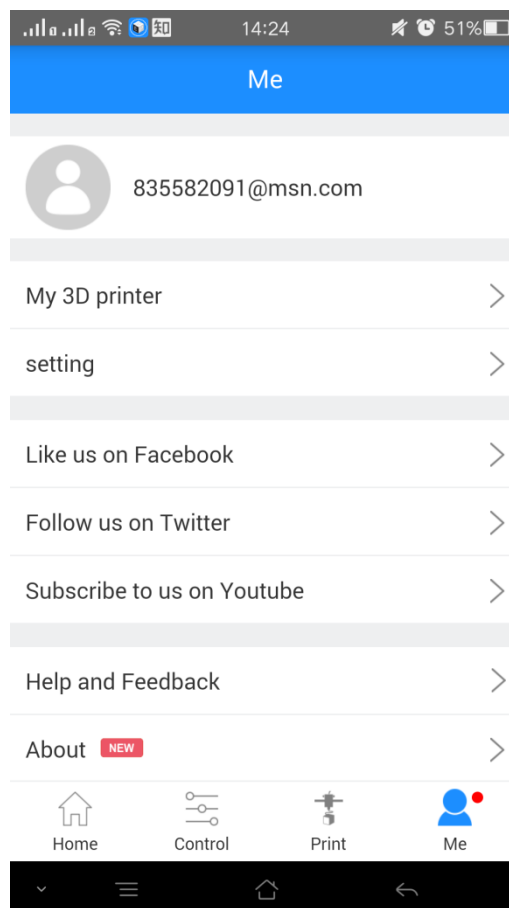 知 14:24 51%
Me
835582091@msn.com
My 3D printer
setting
Like us on Facebook
Follow us on Twitter
Subscribe to us on Youtube
Help and Feedback
About NEW
Home Control Print Me